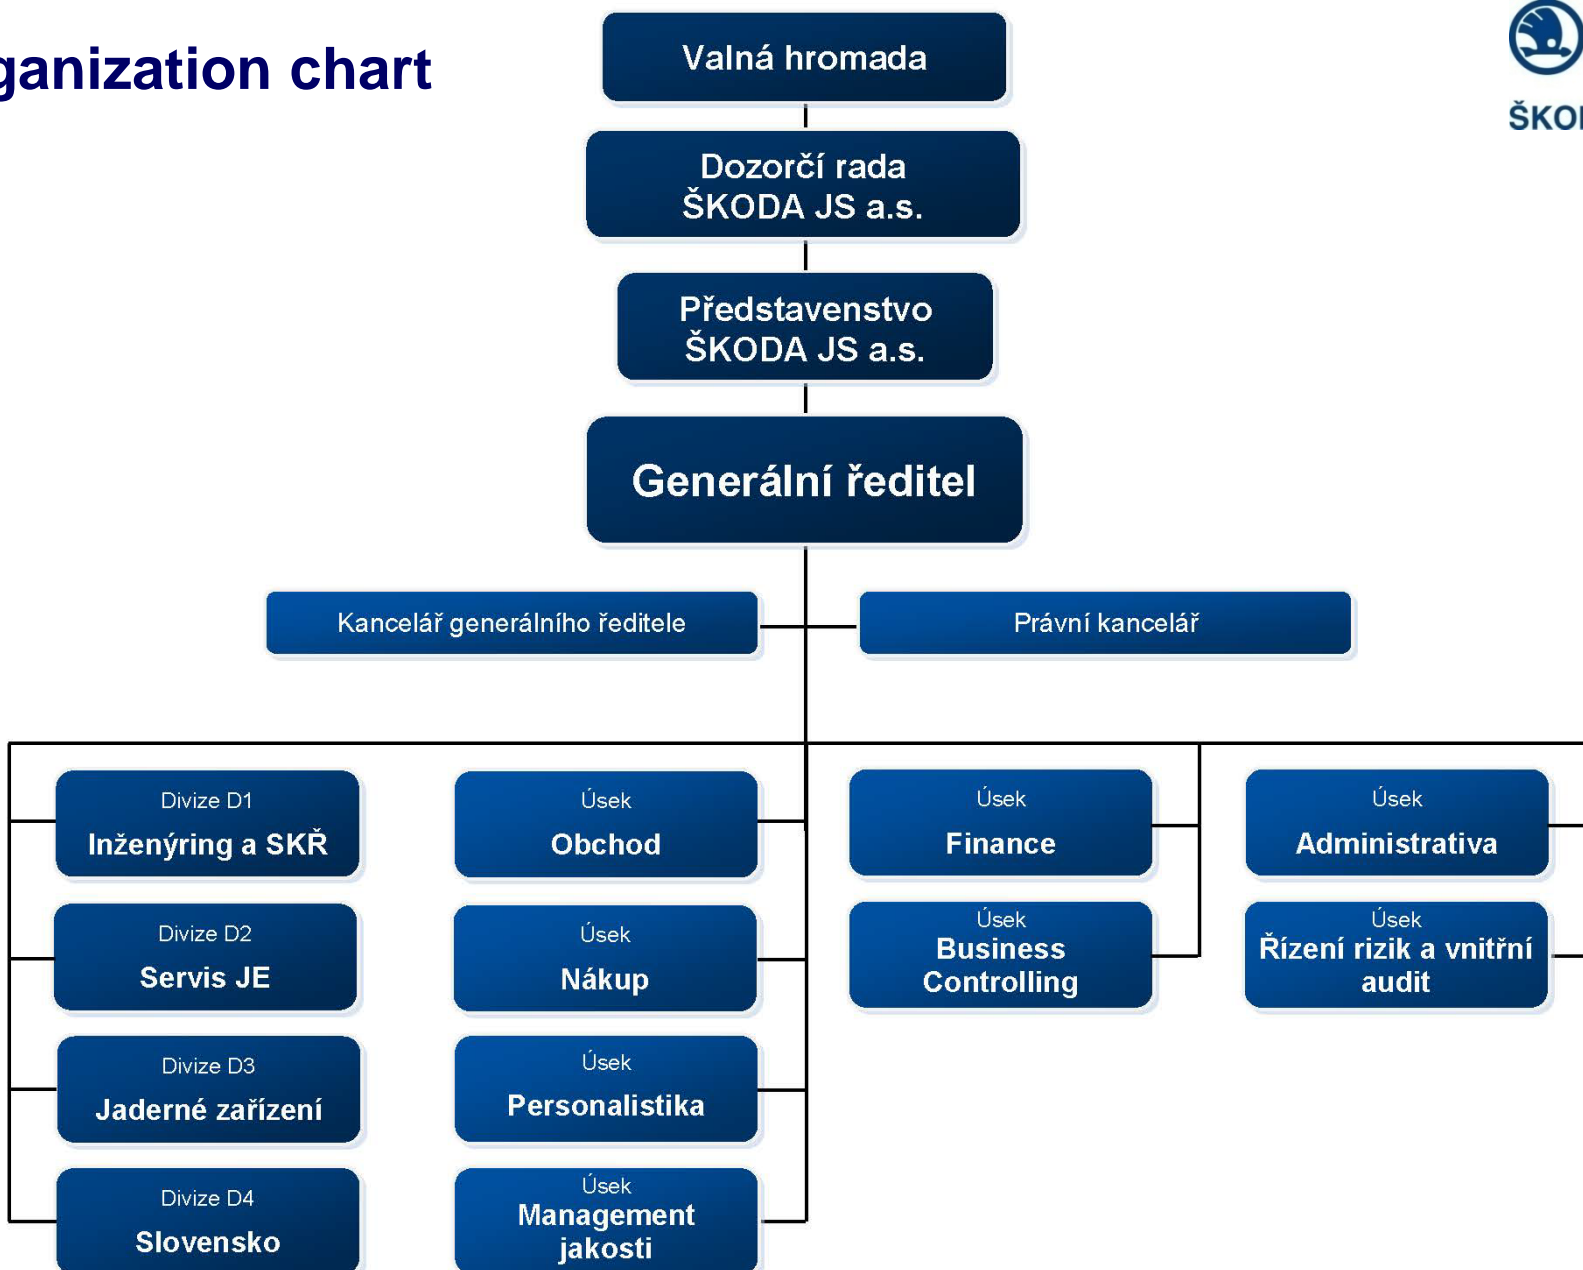 ganization chart
ŠKO
Valná hromada
Dozorčí rada
ŠKODA JS a.s.
Představenstvo
ŠKODA JS a.s.
Generální ředitel
Kancelář generálního ředitele
Právní kancelář
Divize D1
Inženýring a SKŘ
Divize D2
Servis JE
Divize D3
Jaderné zařízení
Divize D4
Slovensko
Úsek
Obchod
Úsek
Nákup
Úsek
Personalistika
Úsek
Management
jakosti
Úsek
Finance
Úsek
Business
Controlling
Úsek
Administrativa
Úsek
Řízení rizik a vnitřní
audit